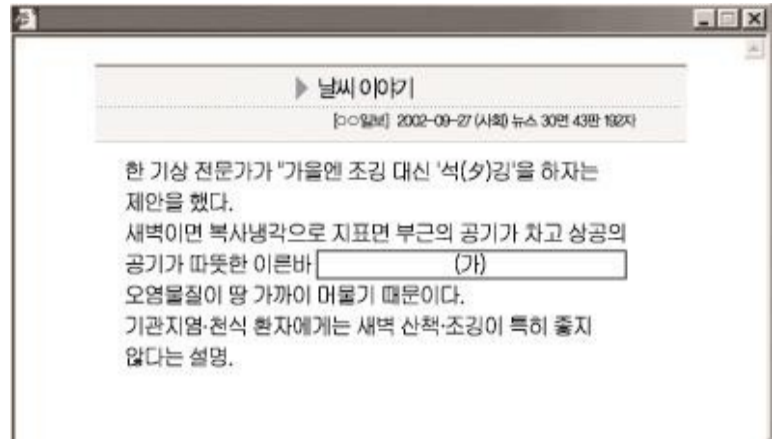 ▶ 날씨 이야기
[○○일보] 2002-09-27 (사회) 뉴스 30면 43판 192자
한 기상 전문가가 "가을엔 조깅 대신 '석(夕)깅'을 하자는
제안을 했다.
새벽이면 복사냉각으로 지표면 부근의 공기가 차고 상공의
공기가 따뜻한 이른바 (가)
오염물질이 땅 가까이 머물기 때문이다.
기관지염·천식 환자에게는 새벽 산책·조깅이 특히 좋지
않다는 설명.